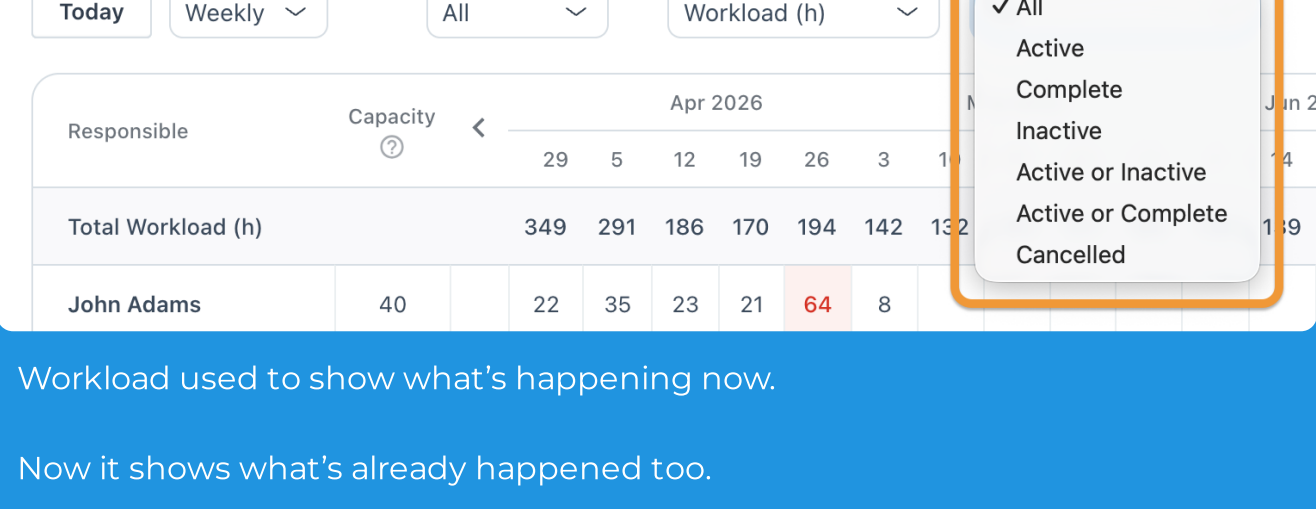 Today Weekly All Workload (h) ✓ All
Active
Complete
Inactive
Active or Inactive
Active or Complete
Cancelled
Responsible Capacity ? Apr 2026
29 5 12 19 26 3
Total Workload (h) 349 291 186 170 194 142 132
John Adams 40 22 35 23 21 64 8
Workload used to show what's happening now.
Now it shows what's already happened too.